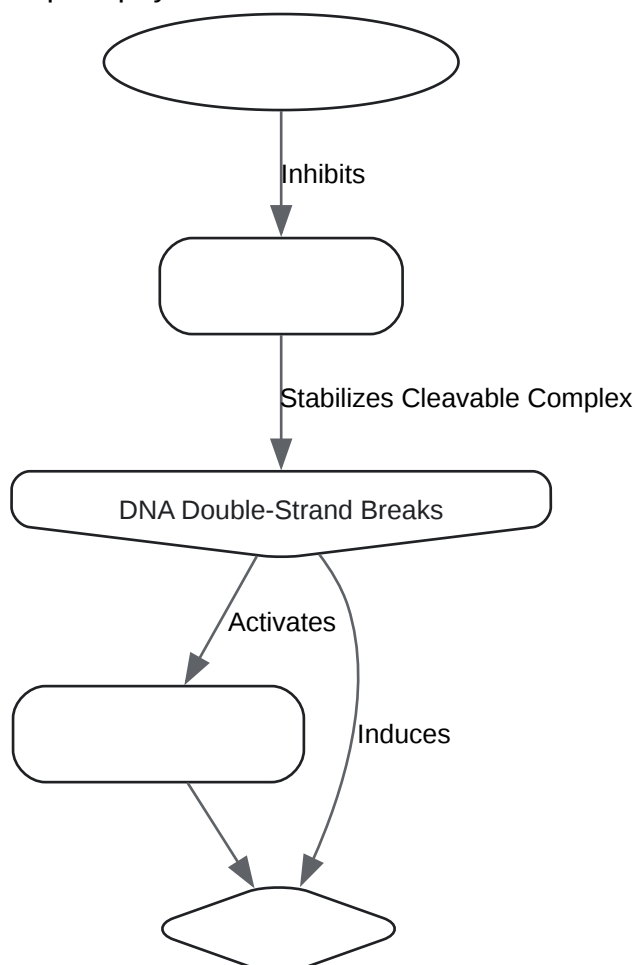 Inhibits
Stabilizes Cleavable Complex
DNA Double-Strand Breaks
Activates
Induces